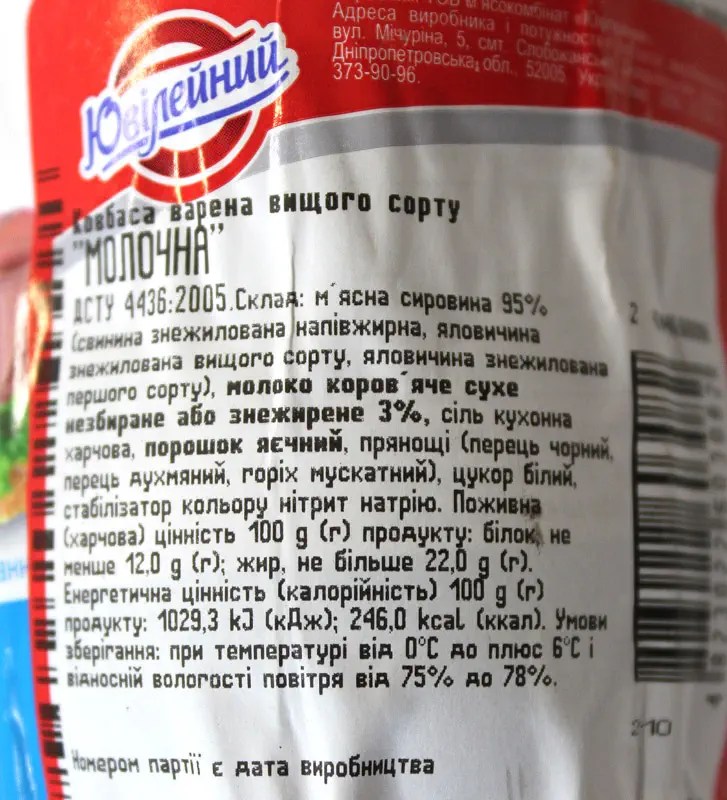 Адреса виробника і потужност
вул. Мічуріна, 5, смт. Слобожанс
Дніпропетровська обл., 52005, Укр
373-90-96.
Ювілейний
Ковбаса варена вищого сорту
"МОЛОЧНА"
ДСТУ 4436:2005.Склад: м´ясна сировина 95%
(свинина знежилована напівжирна, яловичина
знежилована вищого сорту, яловичина знежилована
першого сорту), молоко коров´яче сухе
незбиране або знежирене 3%, сіль кухонна
харчова, порошок яєчний, прянощі (перець чорний,
перець духмяний, горіх мускатний), цукор білий,
стабілізатор кольору нітрит натрію. Поживна
(харчова) цінність 100 g (г) продукту: білок, не
менше 12,0 g (г); жир, не більше 22,0 g (г).
Енергетична цінність (калорійність) 100 g (г)
продукту: 1029,3 kJ (кДж); 246,0 kcal (ккал). Умови
зберігання: при температурі від 0°С до плюс 6°С і
відносній вологості повітря від 75% до 78%.
Номером партії є дата виробництва
2
210